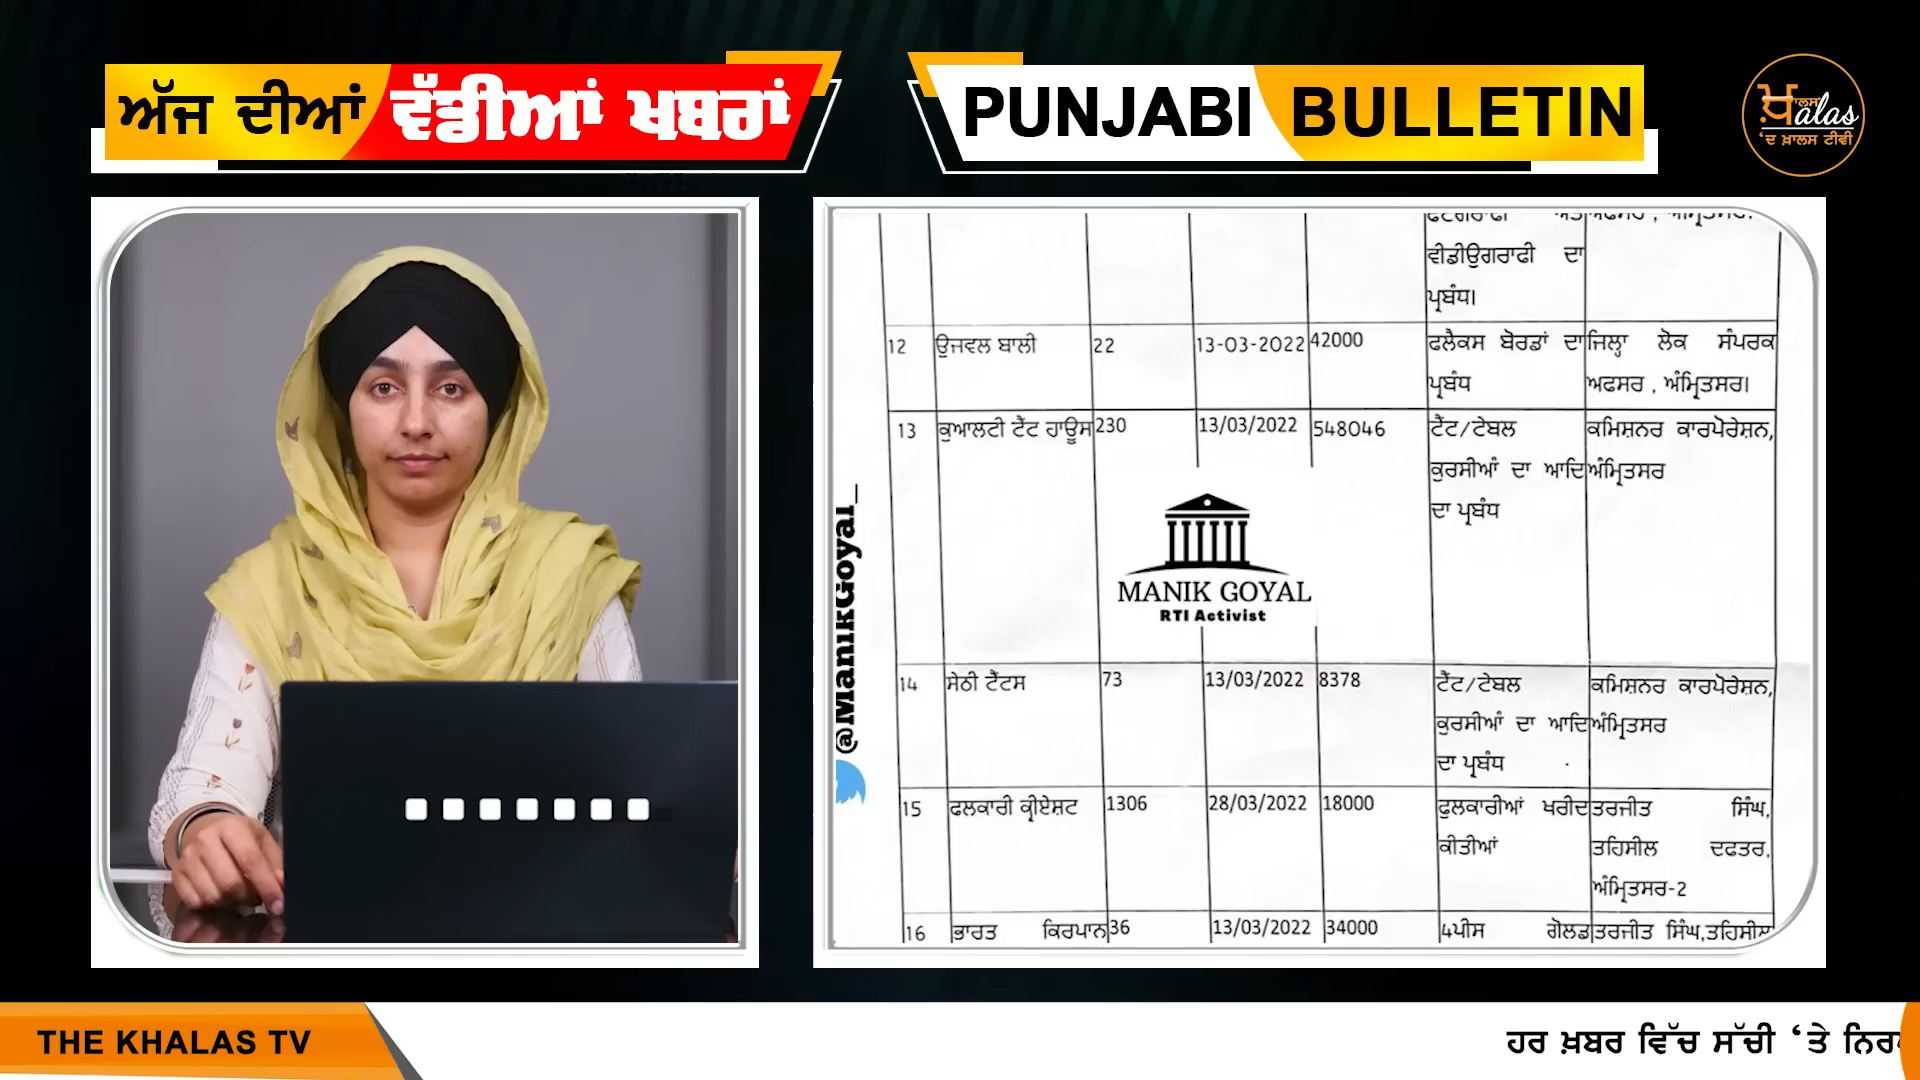 ਅੱਜ ਦੀਆਂ ਵੱਡੀਆਂ ਖਬਰਾਂ
PUNJABI BULLETIN
ਖ਼ਾਲਸ
alas
‘ਦ ਖ਼ਾਲਸ ਟੀਵੀ
ਵੀਡੀਉਗਰਾਫੀ ਦਾ
ਪ੍ਰਬੰਧ।
12 ਉਜਵਲ ਬਾਲੀ 22 13-03-2022 42000 ਫਲੈਕਸ ਬੋਰਡਾਂ ਦਾ ਜਿਲ੍ਹਾ ਲੋਕ ਸੰਪਰਕ
ਪ੍ਰਬੰਧ ਅਫਸਰ , ਅੰਮ੍ਰਿਤਸਰ।
13 ਕੁਆਲਟੀ ਟੈਂਟ ਹਾਊਸ 230 13/03/2022 548046 ਟੈਂਟ/ਟੇਬਲ ਕਮਿਸ਼ਨਰ ਕਾਰਪੋਰੇਸ਼ਨ,
ਕੁਰਸੀਆਂ ਦਾ ਆਦਿ ਅੰਮ੍ਰਿਤਸਰ
ਦਾ ਪ੍ਰਬੰਧ
MANIK GOYAL
RTI Activist
@ManikGoyal_
14 ਸੇਠੀ ਟੈਂਟਸ 73 13/03/2022 8378 ਟੈਂਟ/ਟੇਬਲ ਕਮਿਸ਼ਨਰ ਕਾਰਪੋਰੇਸ਼ਨ,
ਕੁਰਸੀਆਂ ਦਾ ਆਦਿ ਅੰਮ੍ਰਿਤਸਰ
ਦਾ ਪ੍ਰਬੰਧ
15 ਫਲਕਾਰੀ ਕ੍ਰੀਏਸ਼ਟ 1306 28/03/2022 18000 ਫੁਲਕਾਰੀਆਂ ਖਰੀਦ ਤਰਜੀਤ ਸਿੰਘ,
ਕੀਤੀਆਂ ਤਹਿਸੀਲ ਦਫਤਰ,
ਅੰਮ੍ਰਿਤਸਰ-2
16 ਭਾਰਤ ਕਿਰਪਾਨ 36 13/03/2022 34000 4ਪੀਸ ਗੋਲਡ ਤਰਜੀਤ ਸਿੰਘ,ਤਹਿਸੀਲ
THE KHALAS TV
ਹਰ ਖ਼ਬਰ ਵਿੱਚ ਸੱਚੀ ‘ਤੇ